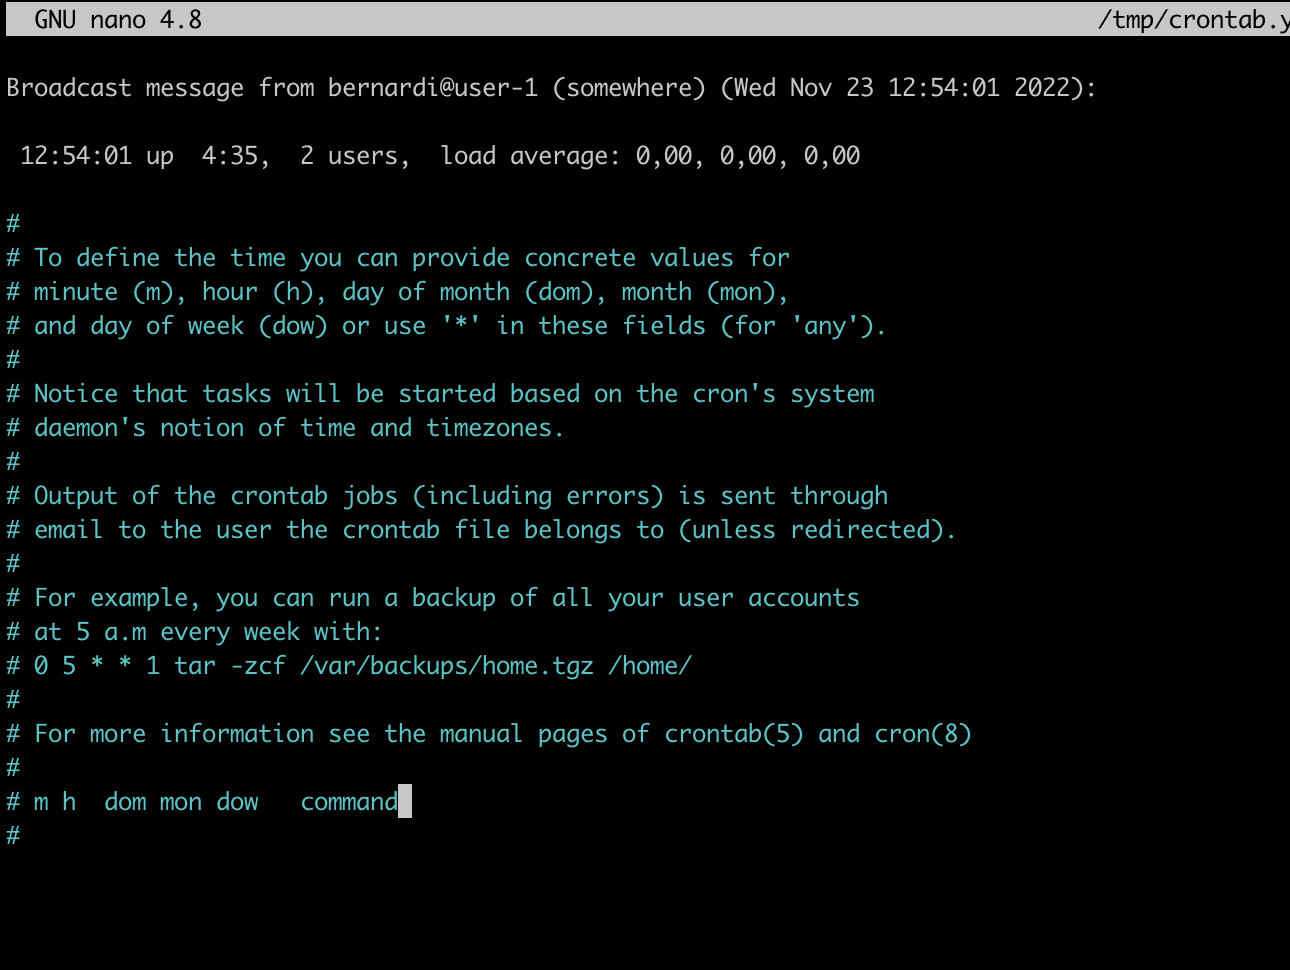 GNU nano 4.8 /tmp/crontab.y
Broadcast message from bernardi@user-1 (somewhere) (Wed Nov 23 12:54:01 2022):
12:54:01 up  4:35,  2 users,  load average: 0,00, 0,00, 0,00
#
# To define the time you can provide concrete values for
# minute (m), hour (h), day of month (dom), month (mon),
# and day of week (dow) or use '*' in these fields (for 'any').
#
# Notice that tasks will be started based on the cron's system
# daemon's notion of time and timezones.
#
# Output of the crontab jobs (including errors) is sent through
# email to the user the crontab file belongs to (unless redirected).
#
# For example, you can run a backup of all your user accounts
# at 5 a.m every week with:
# 0 5 * * 1 tar -zcf /var/backups/home.tgz /home/
#
# For more information see the manual pages of crontab(5) and cron(8)
#
# m h  dom mon dow   command
#